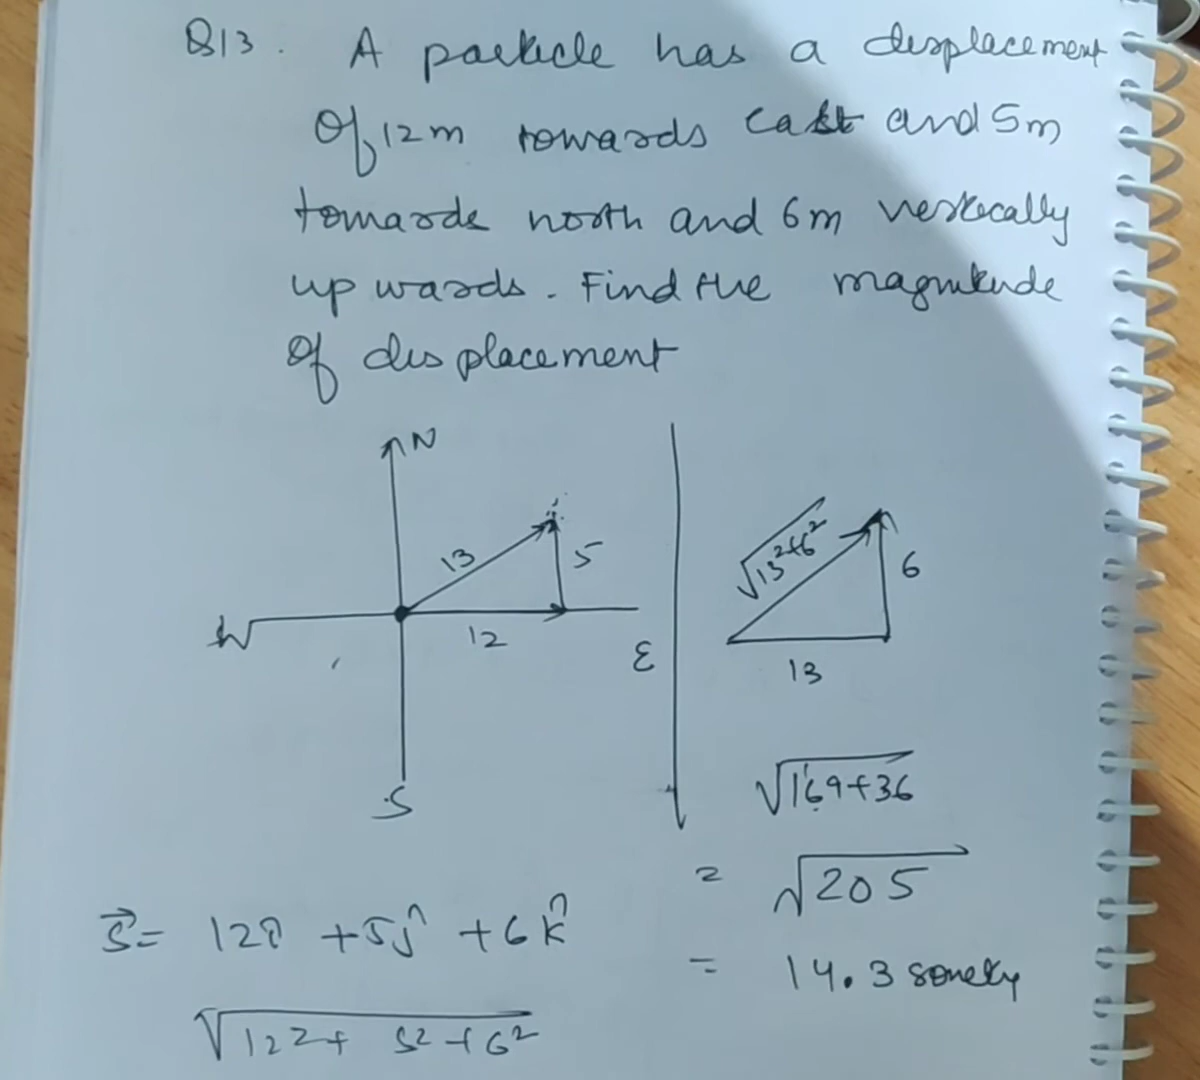 Q13. A particle has a displacement
of 12m towards east and 5m
towards north and 6m vertically
upwards. Find the magnitude
of displacement
N
13
5
12
W
E
S
√13²+6²
6
13
√169+36
= √205
= 14.3
S⃗= 12î +5ĵ +6k̂
√12²+ 5²+6²